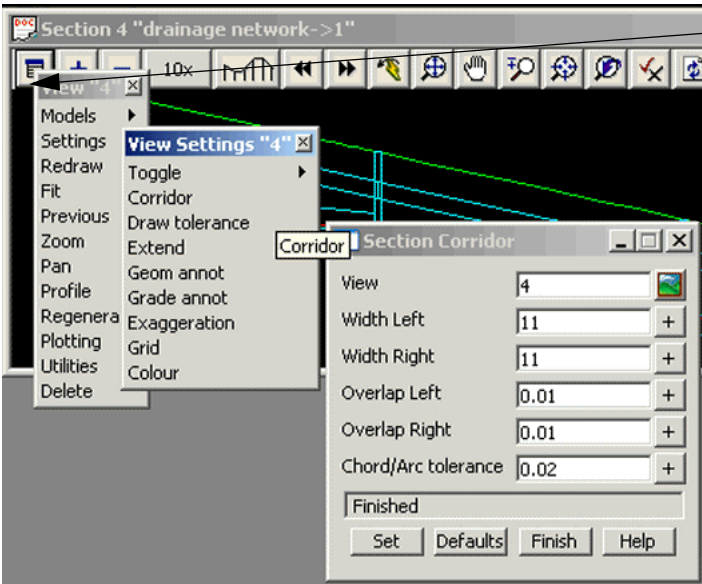 DOC
Section 4 "drainage network->1"
+ - 10x
View "4"
Models
Settings
Redraw
Fit
Previous
Zoom
Pan
Profile
Regenera
Plotting
Utilities
Delete
View Settings "4"
Toggle
Corridor
Draw tolerance
Extend
Geom annot
Grade annot
Exaggeration
Grid
Colour
Corridor
Section Corridor
View 4
Width Left 11 +
Width Right 11 +
Overlap Left 0.01 +
Overlap Right 0.01 +
Chord/Arc tolerance 0.02 +
Finished
Set Defaults Finish Help